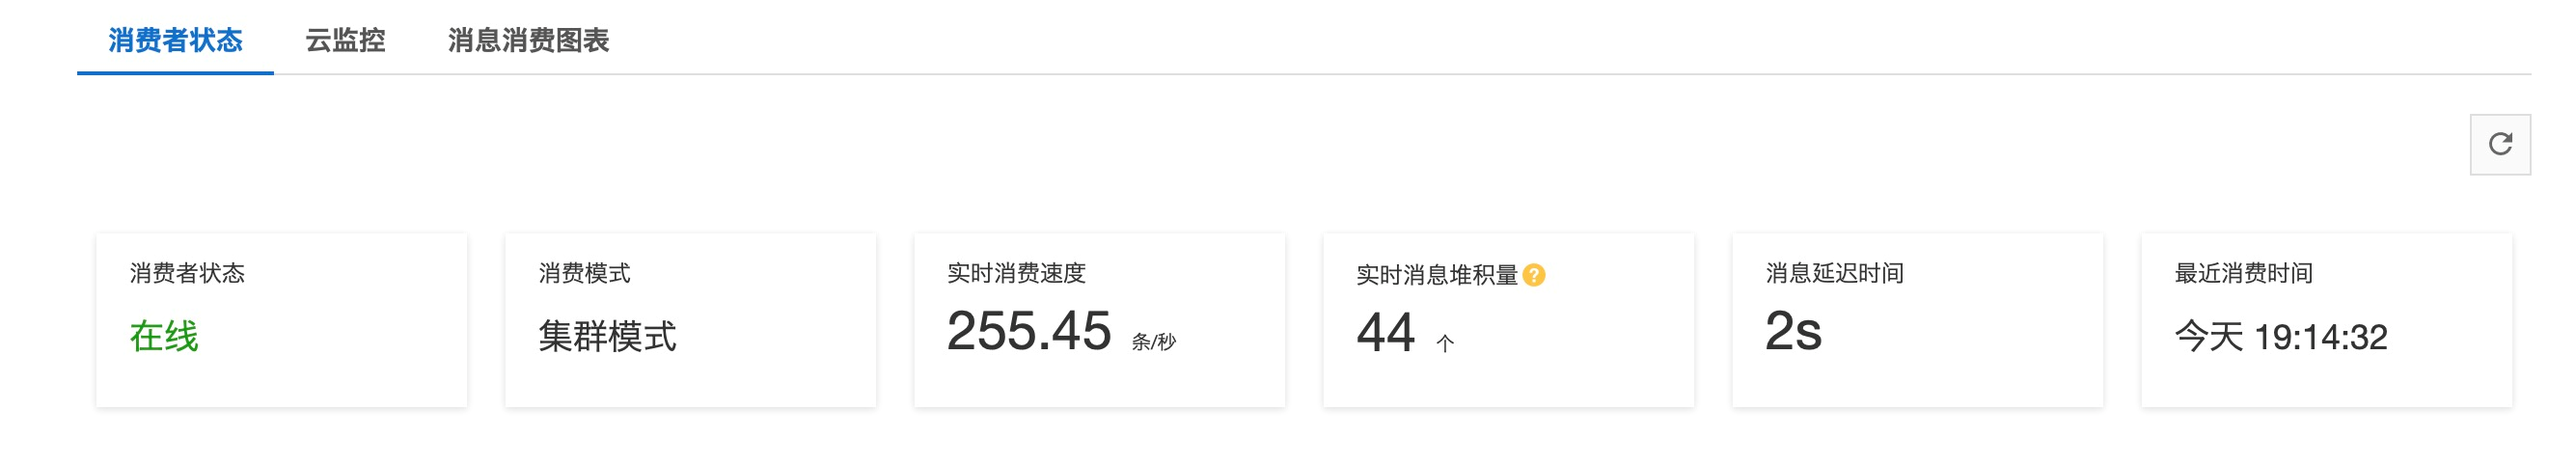 消费者状态 云监控 消息消费图表
消费者状态 消费模式 实时消费速度 实时消息堆积量 ? 消息延迟时间 最近消费时间
在线 集群模式 255.45 条/秒 44 个 2s 今天 19:14:32